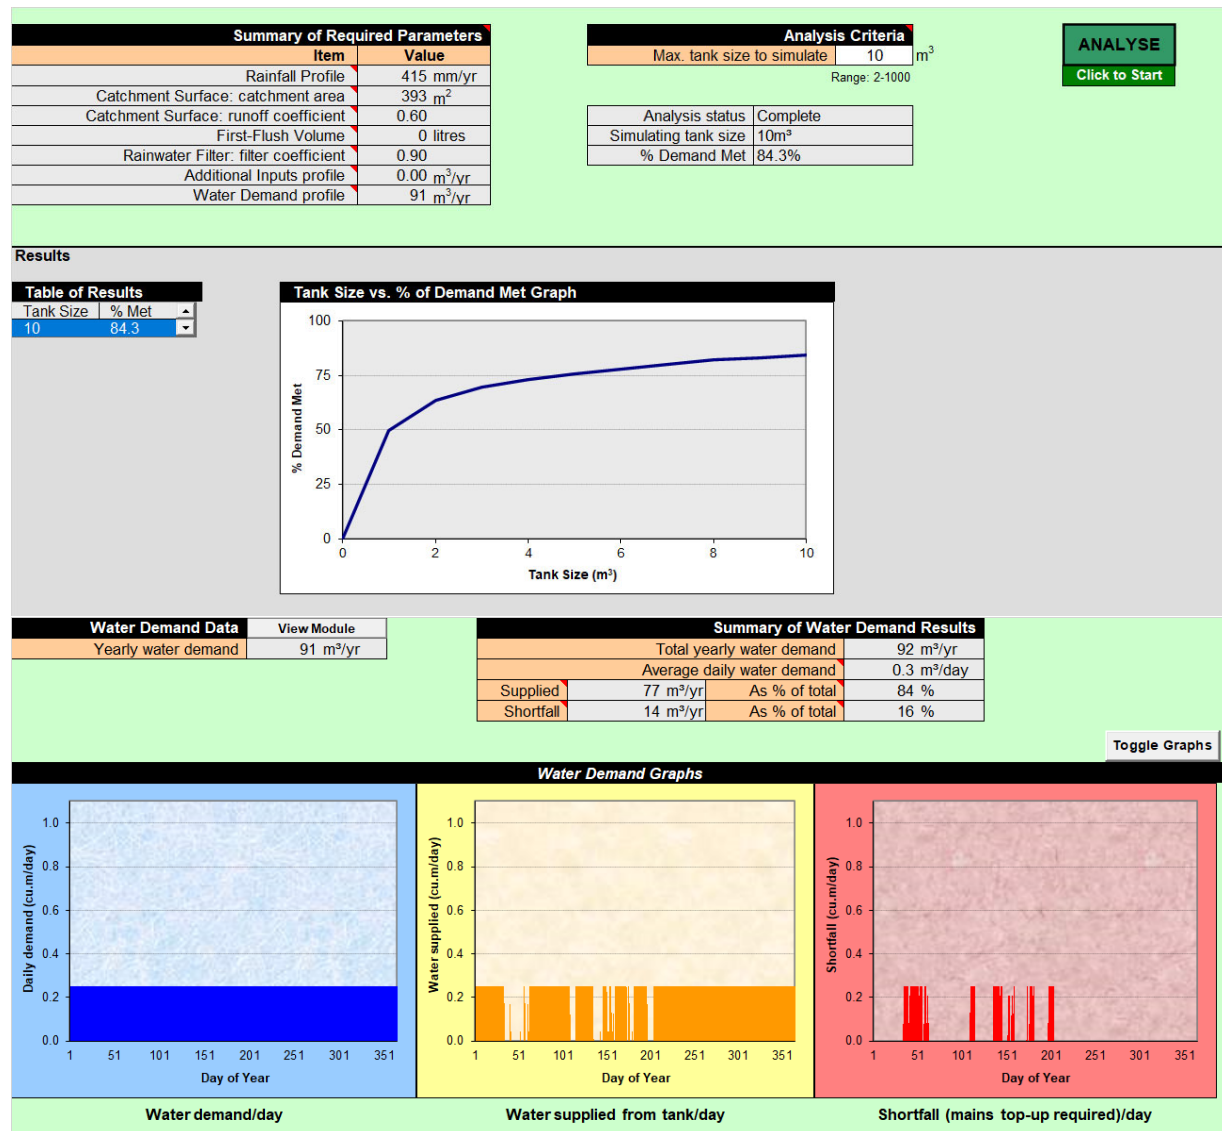 Summary of Required Parameters
Item Value
Rainfall Profile 415 mm/yr
Catchment Surface: catchment area 393 m²
Catchment Surface: runoff coefficient 0.60
First-Flush Volume 0 litres
Rainwater Filter: filter coefficient 0.90
Additional Inputs profile 0.00 m³/yr
Water Demand profile 91 m³/yr
Analysis Criteria
Max. tank size to simulate 10 m³
Range: 2-1000
Analysis status Complete
Simulating tank size 10m³
% Demand Met 84.3%
ANALYSE
Click to Start
Results
Table of Results
Tank Size % Met
10 84.3
Tank Size vs. % of Demand Met Graph
100
75
50
25
0
% Demand Met
0 2 4 6 8 10
Tank Size (m³)
Water Demand Data View Module
Yearly water demand 91 m³/yr
Summary of Water Demand Results
Total yearly water demand 92 m³/yr
Average daily water demand 0.3 m³/day
Supplied 77 m³/yr As % of total 84 %
Shortfall 14 m³/yr As % of total 16 %
Toggle Graphs
Water Demand Graphs
1.0
0.8
0.6
0.4
0.2
0.0
Daily demand (cu.m/day)
1 51 101 151 201 251 301 351
Day of Year
Water demand/day
1.0
0.8
0.6
0.4
0.2
0.0
Water supplied (cu.m/day)
1 51 101 151 201 251 301 351
Day of Year
Water supplied from tank/day
1.0
0.8
0.6
0.4
0.2
0.0
Shortfall (cu.m/day)
1 51 101 151 201 251 301 351
Day of Year
Shortfall (mains top-up required)/day